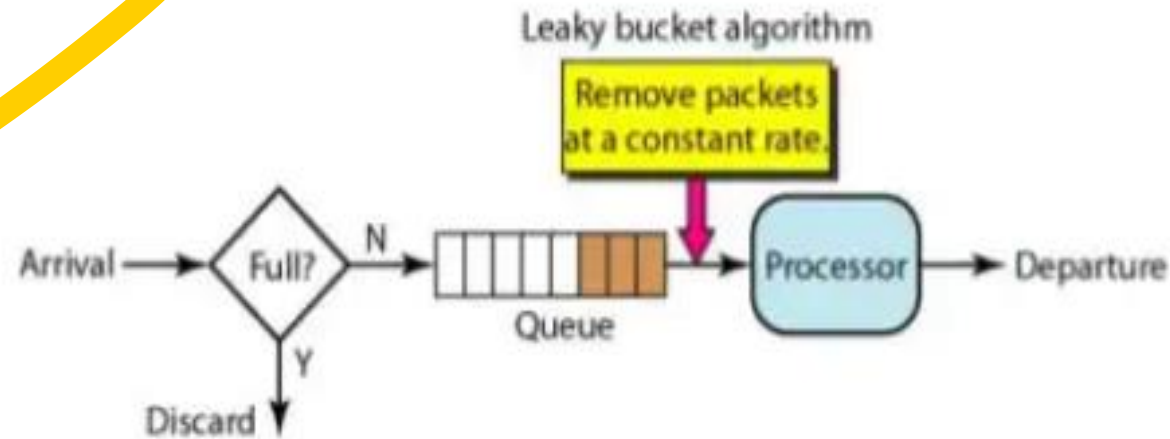 Leaky bucket algorithm
Remove packets
at a constant rate.
Arrival
Full?
N
Queue
Processor
Departure
Y
Discard